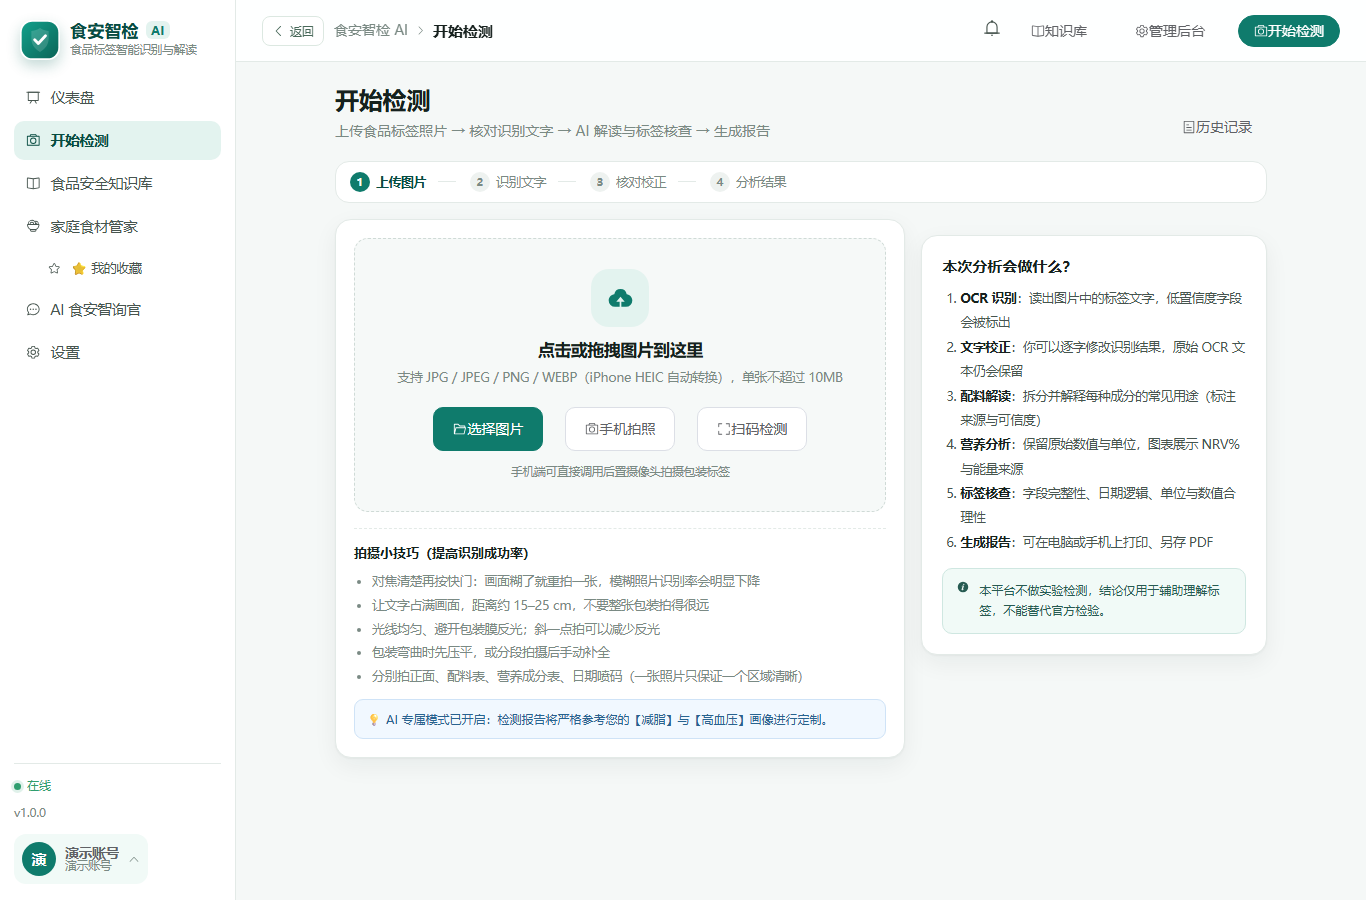 食安智检 AI
食品标签智能识别与解读
仪表盘
开始检测
食品安全知识库
家庭食材管家
我的收藏
AI 食安智询官
设置
在线
v1.0.0
演
演示账号
演示账号
返回
食安智检 AI
开始检测
知识库
管理后台
开始检测
开始检测
上传食品标签照片 → 核对识别文字 → AI 解读与标签核查 → 生成报告
历史记录
1 上传图片
2 识别文字
3 核对校正
4 分析结果
点击或拖拽图片到这里
支持 JPG / JPEG / PNG / WEBP（iPhone HEIC 自动转换），单张不超过 10MB
选择图片
手机拍照
扫码检测
手机端可直接调用后置摄像头拍摄包装标签
拍摄小技巧（提高识别成功率）
• 对焦清楚再按快门：画面糊了就重拍一张，模糊照片识别率会明显下降
• 让文字占满画面，距离约 15–25 cm，不要整张包装拍得很远
• 光线均匀、避开包装膜反光；斜一点拍可以减少反光
• 包装弯曲时先压平，或分段拍摄后手动补全
• 分别拍正面、配料表、营养成分表、日期喷码（一张照片只保证一个区域清晰）
AI 专属模式已开启：检测报告将严格参考您的【减脂】与【高血压】画像进行定制。
本次分析会做什么？
1. OCR 识别：读出图片中的标签文字，低置信度字段
会被标出
2. 文字校正：你可以逐字修改识别结果，原始 OCR 文
本仍会保留
3. 配料解读：拆分并解释每种成分的常见用途（标注
来源与可信度）
4. 营养分析：保留原始数值与单位，图表展示 NRV%
与能量来源
5. 标签核查：字段完整性、日期逻辑、单位与数值合
理性
6. 生成报告：可在电脑或手机上打印、另存 PDF
本平台不做实验检测，结论仅用于辅助理解标
签，不能替代官方检验。